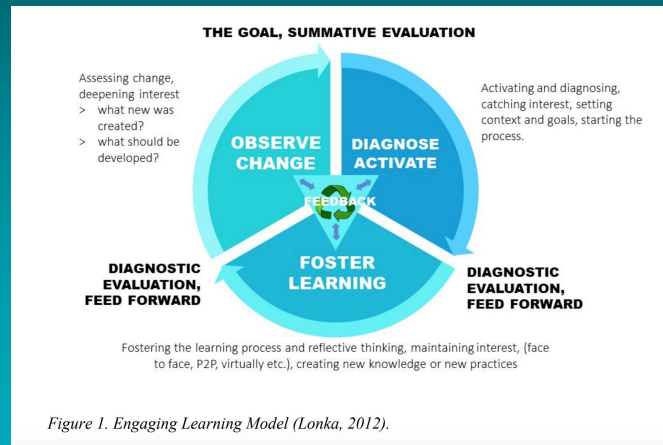 THE GOAL, SUMMATIVE EVALUATION
Assessing change,
deepening interest
> what new was
created?
> what should be
developed?
Activating and diagnosing,
catching interest, setting
context and goals, starting the
process.
OBSERVE
CHANGE
DIAGNOSE
ACTIVATE
FEEDBACK
FOSTER
LEARNING
DIAGNOSTIC
EVALUATION,
FEED FORWARD
DIAGNOSTIC
EVALUATION,
FEED FORWARD
Fostering the learning process and reflective thinking, maintaining interest, (face
to face, P2P, virtually etc.), creating new knowledge or new practices
Figure 1. Engaging Learning Model (Lonka, 2012).